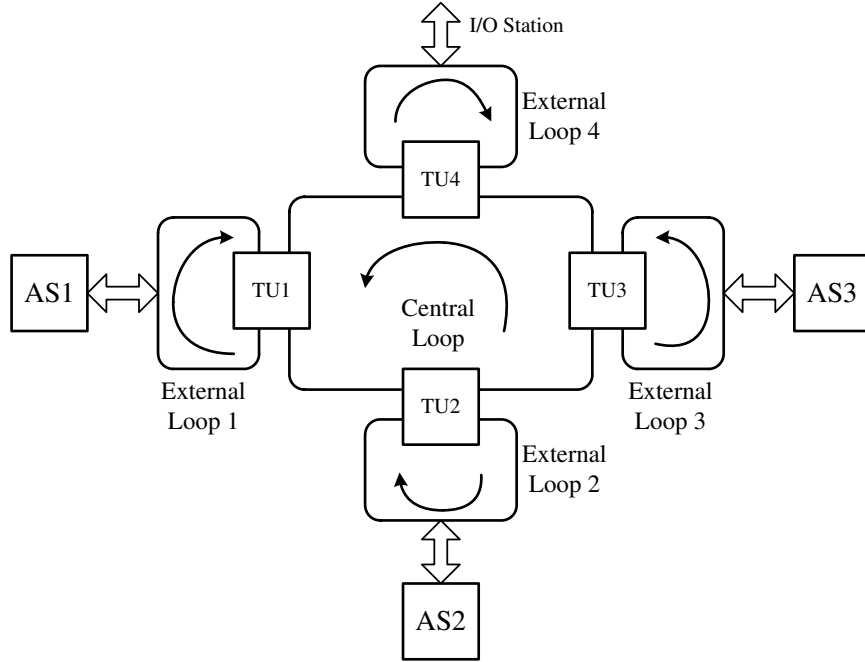 I/O Station
External
Loop 4
TU4
AS1
TU1
Central
Loop
TU3
AS3
External
Loop 1
TU2
External
Loop 3
External
Loop 2
AS2